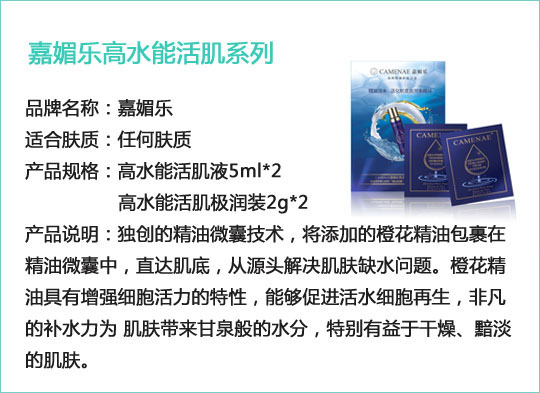 嘉媚乐高水能活肌系列
CAMENAE 嘉媚乐
CAMENAE
CAMENAE
品牌名称：嘉媚乐
适合肤质：任何肤质
产品规格：高水能活肌液5ml*2
高水能活肌极润装2g*2
产品说明：独创的精油微囊技术，将添加的橙花精油包裹在
精油微囊中，直达肌底，从源头解决肌肤缺水问题。橙花精
油具有增强细胞活力的特性，能够促进活水细胞再生，非凡
的补水力为 肌肤带来甘泉般的水分，特别有益于干燥、黯淡
的肌肤。